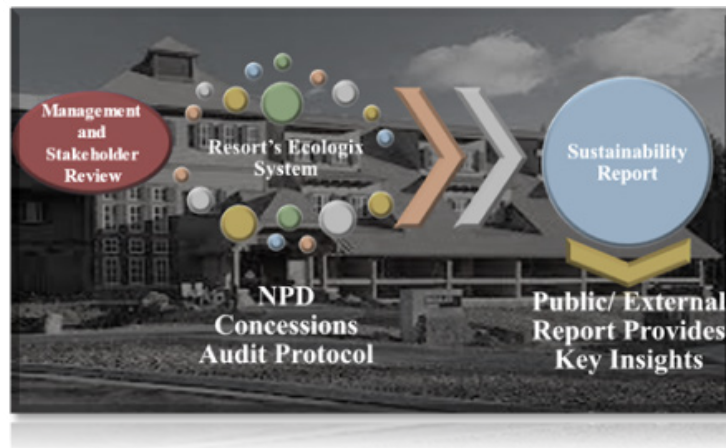 Management
and
Stakeholder
Review
Resort's Ecologix
System
NPD
Concessions
Audit Protocol
Sustainability
Report
Public/ External
Report Provides
Key Insights